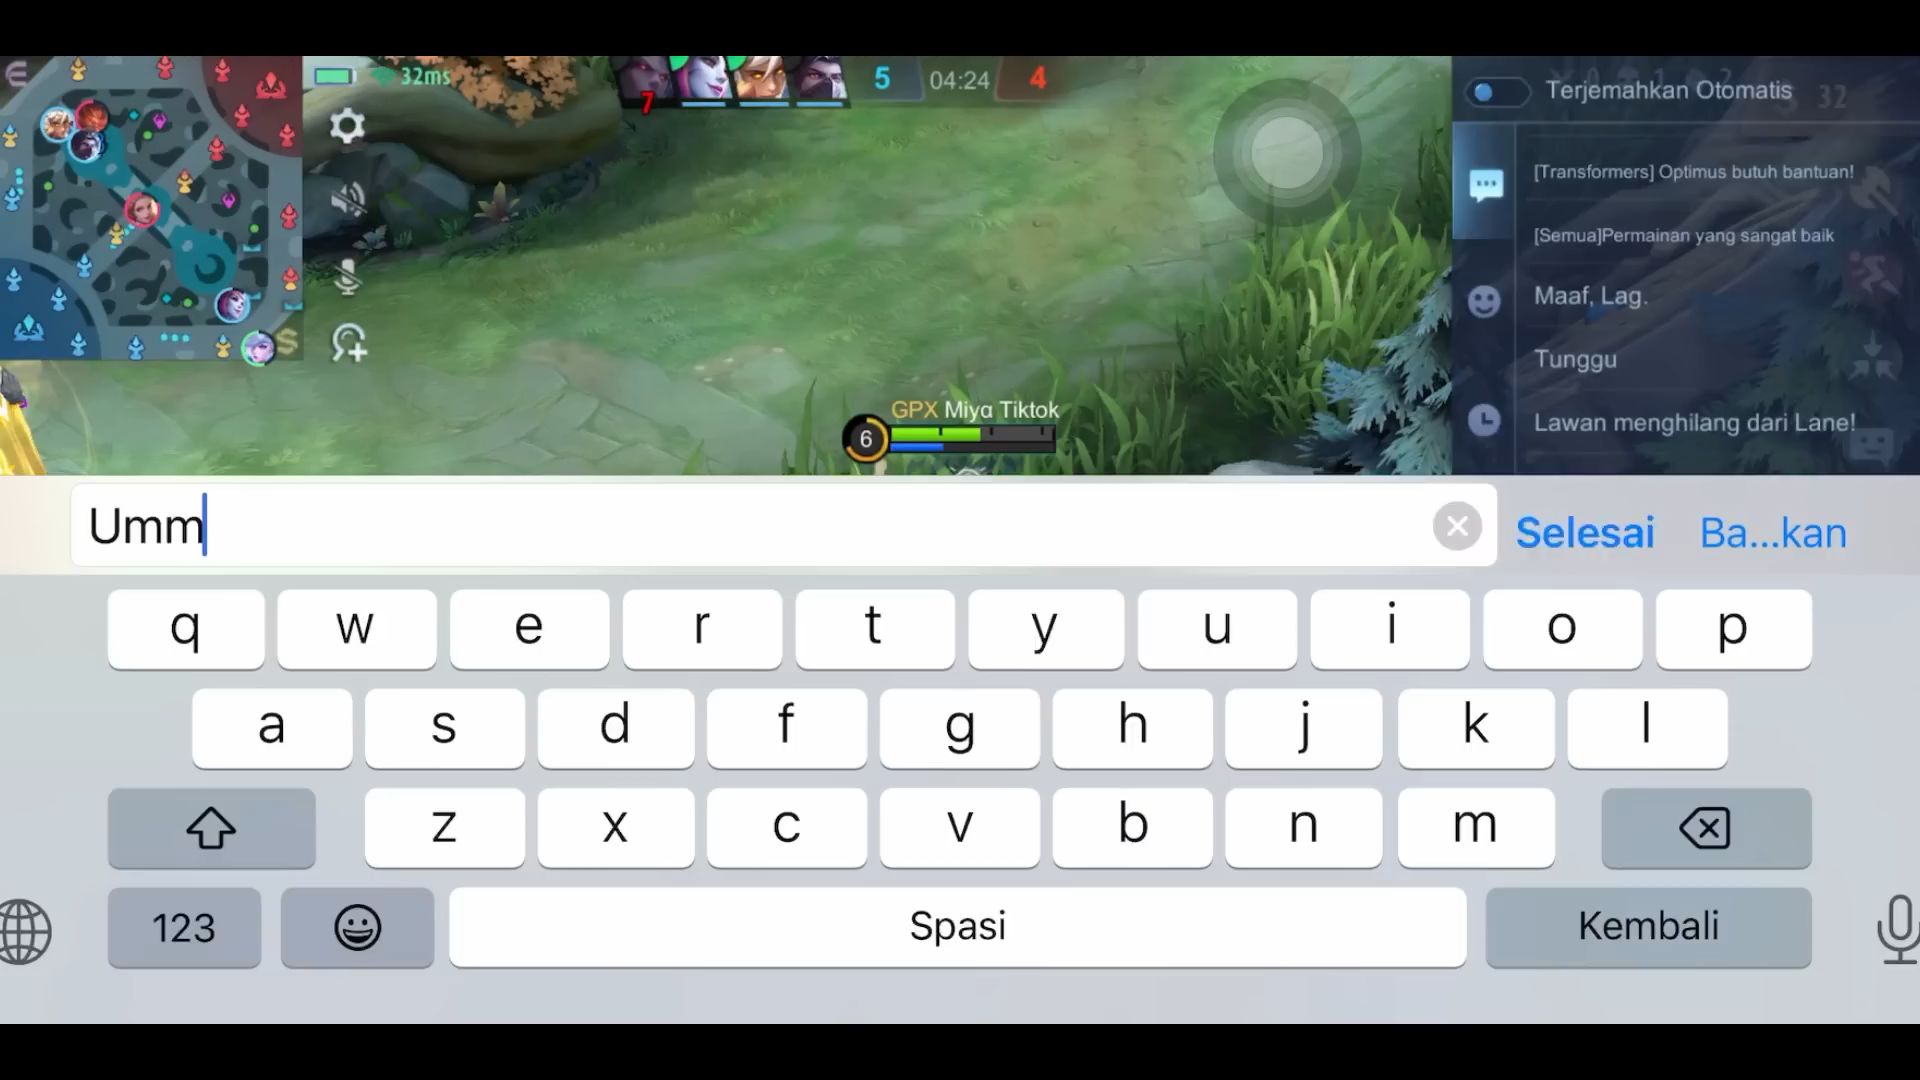 32ms
7
5
04:24
4
Terjemahkan Otomatis
32
[Transformers] Optimus butuh bantuan!
[Semua]Permainan yang sangat baik
Maaf, Lag.
Tunggu
Lawan menghilang dari Lane!
GPX Miya Tiktok
6
Umm
Selesai
Ba...kan
q w e r t y u i o p
a s d f g h j k l
z x c v b n m
123
Spasi
Kembali